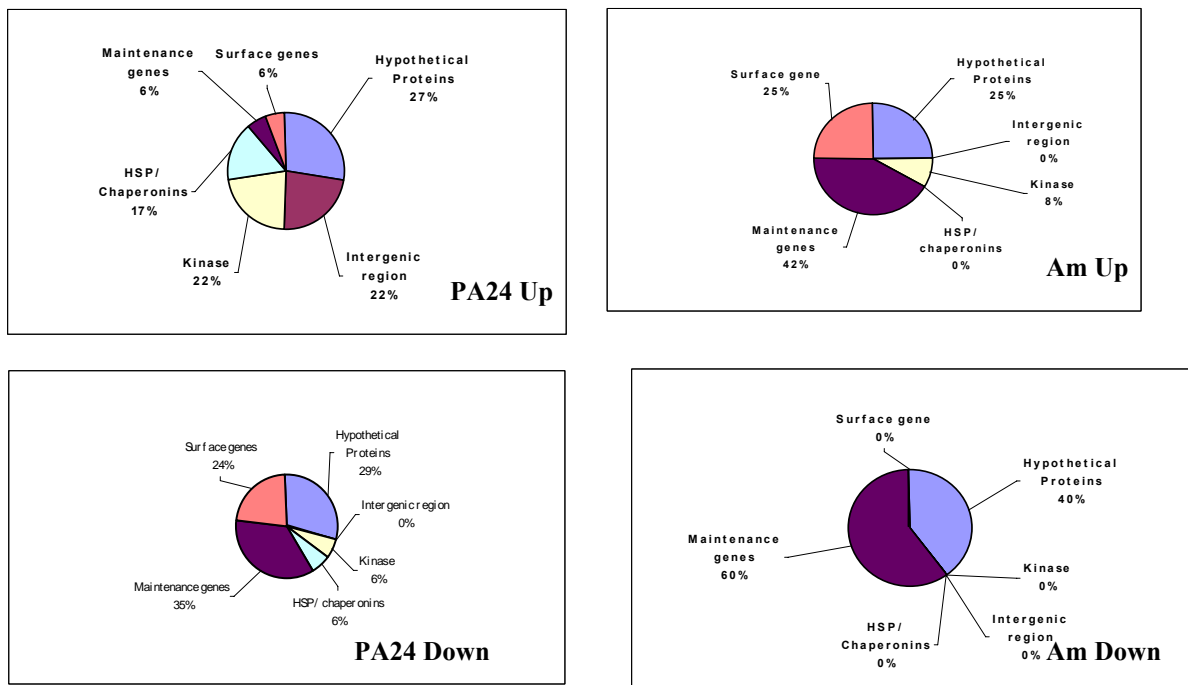 Maintenance
genes
6%
Surface genes
6%
Hypothetical
Proteins
27%
HSP/
Chaperonins
17%
Kinase
22%
Intergenic
region
22%
PA24 Up
Surface gene
25%
Hypothetical
Proteins
25%
Intergenic
region
0%
Kinase
8%
HSP/
chaperonins
0%
Maintenance
genes
42%
Am Up
Surface genes
24%
Hypothetical
Proteins
29%
Intergenic region
0%
Kinase
6%
HSP/ chaperonins
6%
Maintenance genes
35%
PA24 Down
Surface gene
0%
Hypothetical
Proteins
40%
Maintenance
genes
60%
Kinase
0%
HSP/
Chaperonins
0%
Intergenic
region
0%
Am Down